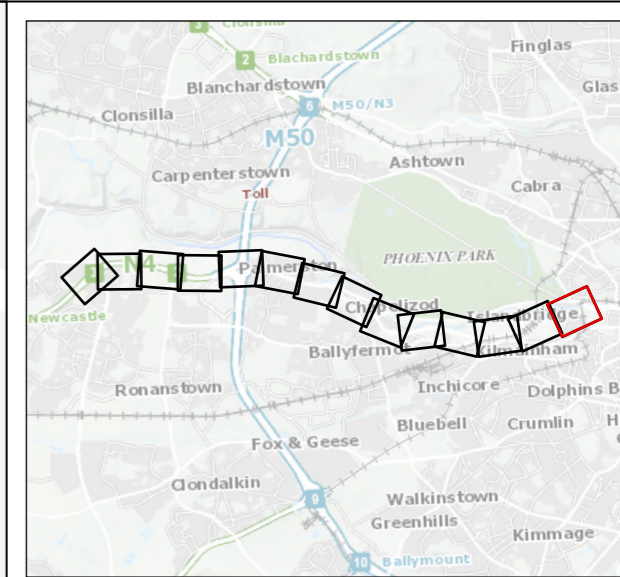 3
Clonsilla
Finglas
2
Blachardstown
Blanchardstown
Glas
6
M50/N3
Clonsilla
M50
Ashtown
Carpenterstown
Cabra
Toll
PHOENIX PARK
N4
Palmerston
Newcastle
Chapelizod
Islandbridge
Ballyfermot
Kilmainham
Ronanstown
Inchicore
Dolphins B
Bluebell
Crumlin
H
Fox & Geese
Clondalkin
9
Walkinstown
Greenhills
Kimmage
10
Ballymount